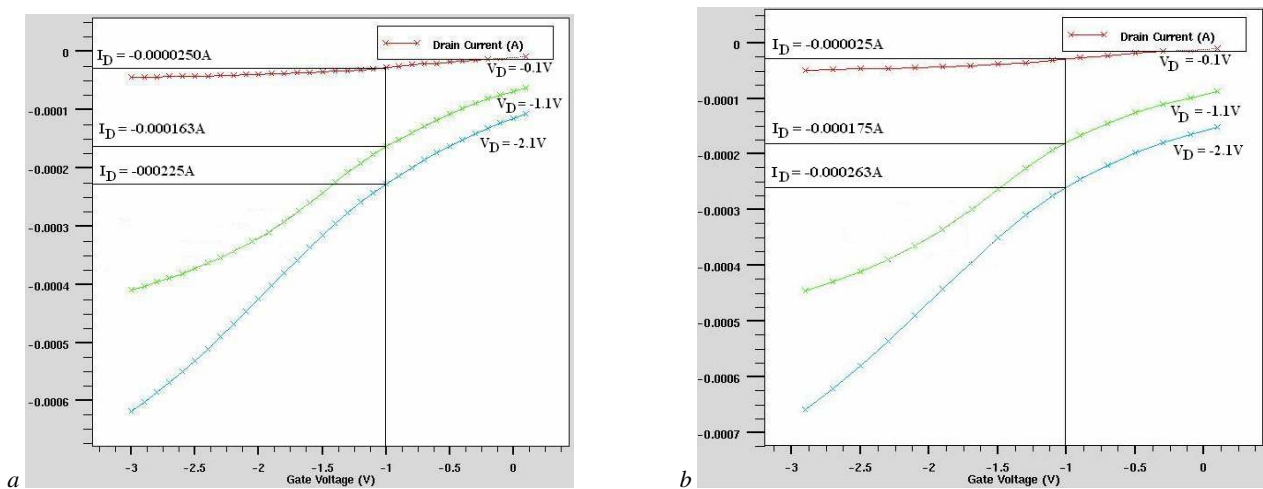 Drain Current (A)
0
I_D = -0.0000250A
V_D = -0.1V
-0.0001
V_D = -1.1V
I_D = -0.000163A
V_D = -2.1V
I_D = -000225A
-0.0002
-0.0003
-0.0004
-0.0005
-0.0006
-3 -2.5 -2 -1.5 -1 -0.5 0
Gate Voltage (V)
a
Drain Current (A)
0
I_D = -0.000025A
V_D = -0.1V
-0.0001
V_D = -1.1V
I_D = -0.000175A
V_D = -2.1V
I_D = -0.000263A
-0.0002
-0.0003
-0.0004
-0.0005
-0.0006
-0.0007
-3 -2.5 -2 -1.5 -1 -0.5 0
Gate Voltage (V)
b